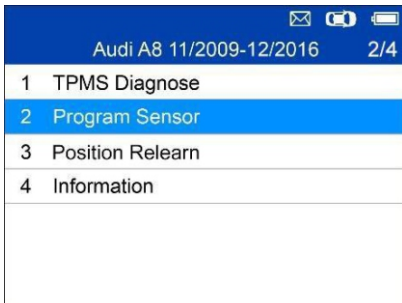 Audi A8 11/2009-12/2016 2/4
1 TPMS Diagnose
2 Program Sensor
3 Position Relearn
4 Information